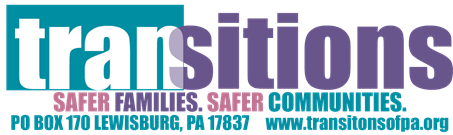 transitions
SAFER FAMILIES. SAFER COMMUNITIES.
PO BOX 170 LEWISBURG, PA 17837 www.transitonsofpa.org